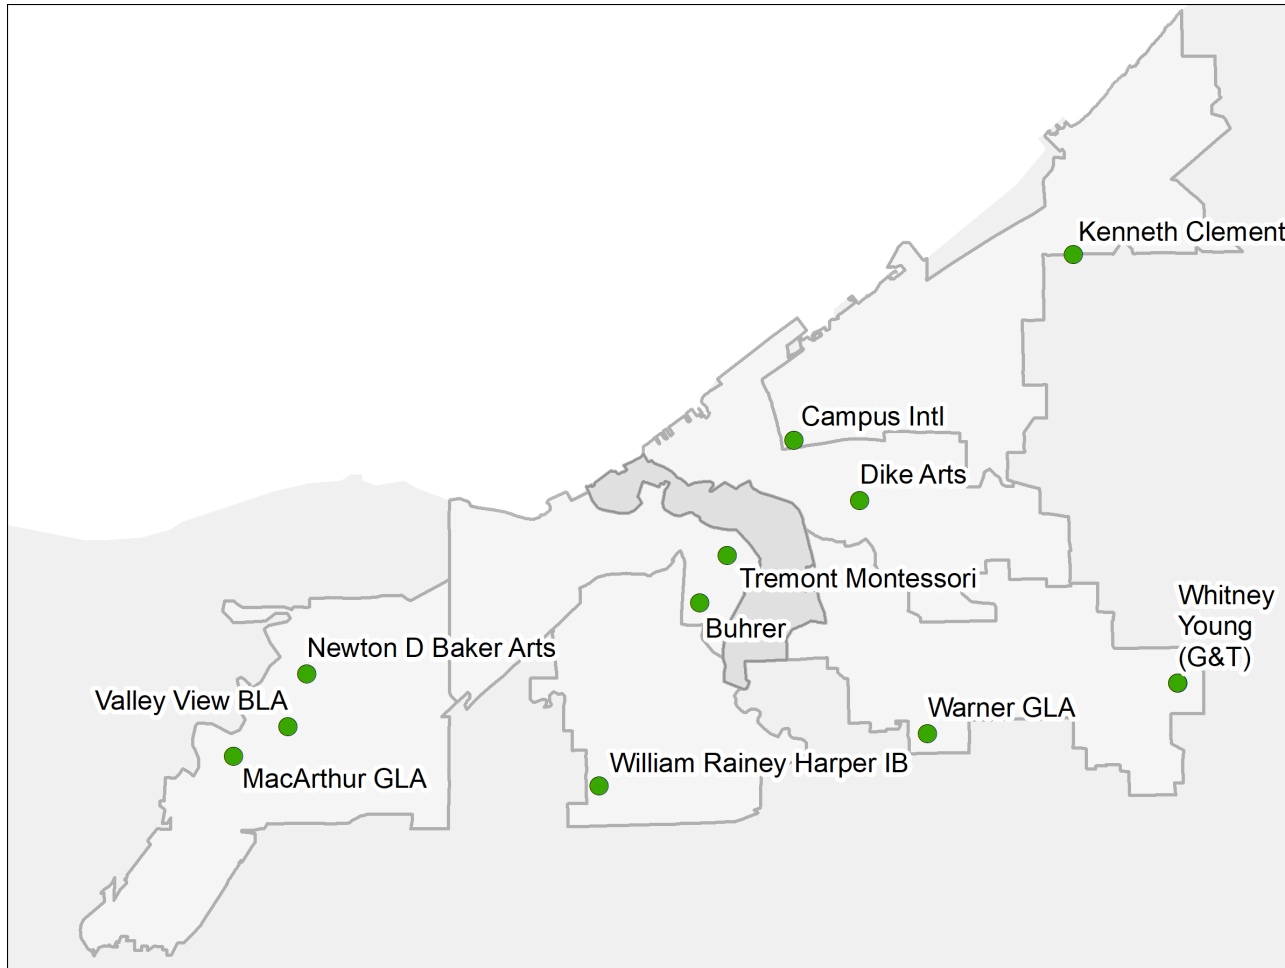 Kenneth Clement
Campus Intl
Dike Arts
Tremont Montessori
Whitney
Young
(G&T)
Buhrer
Newton D Baker Arts
Valley View BLA
Warner GLA
William Rainey Harper IB
MacArthur GLA